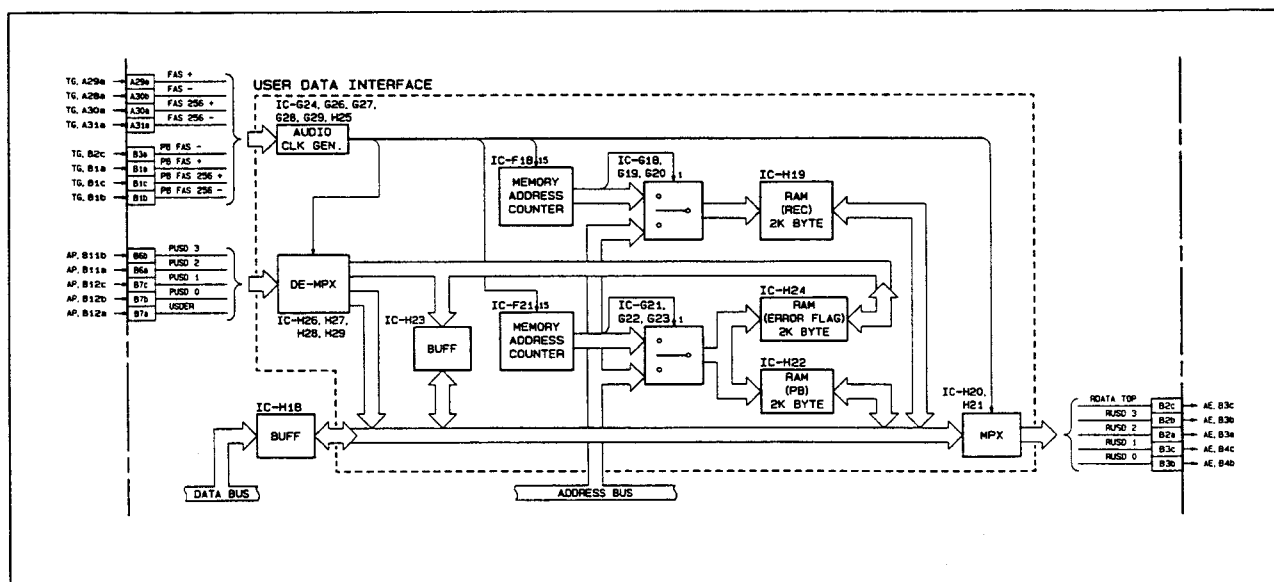 USER DATA INTERFACE
TG, A29a A29a FAS +
TG, A28a A30b FAS -
TG, A30a A30a FAS 256 +
TG, A31a A31a FAS 256 -
TG, B2c B3a PB FAS -
TG, B1a B1a PB FAS +
TG, B1c B1c PB FAS 256 +
TG, B1b B1b PB FAS 256 -
IC-G24, G26, G27,
G28, G29, H25
AUDIO
CLK GEN.
IC-F18 15
MEMORY
ADDRESS
COUNTER
IC-G18,
G19, G20
1
IC-H19
RAM
(REC)
2K BYTE
AP, B11b B6b PUSD 3
AP, B11a B6a PUSD 2
AP, B12c B7c PUSD 1
AP, B12b B7b PUSD 0
AP, B12a B7a USDER
DE-MPX
IC-H26, H27,
H28, H29
IC-H23
BUFF
IC-F21 15
MEMORY
ADDRESS
COUNTER
IC-G21,
G22, G23
1
IC-H24
RAM
(ERROR FLAG)
2K BYTE
IC-H22
RAM
(PB)
2K BYTE
IC-H18
BUFF
IC-H20,
H21
MPX
RDATA TOP B2c AE, B3c
RUSD 3 B2b AE, B3b
RUSD 2 B2a AE, B3a
RUSD 1 B3c AE, B4c
RUSD 0 B3b AE, B4b
DATA BUS
ADDRESS BUS